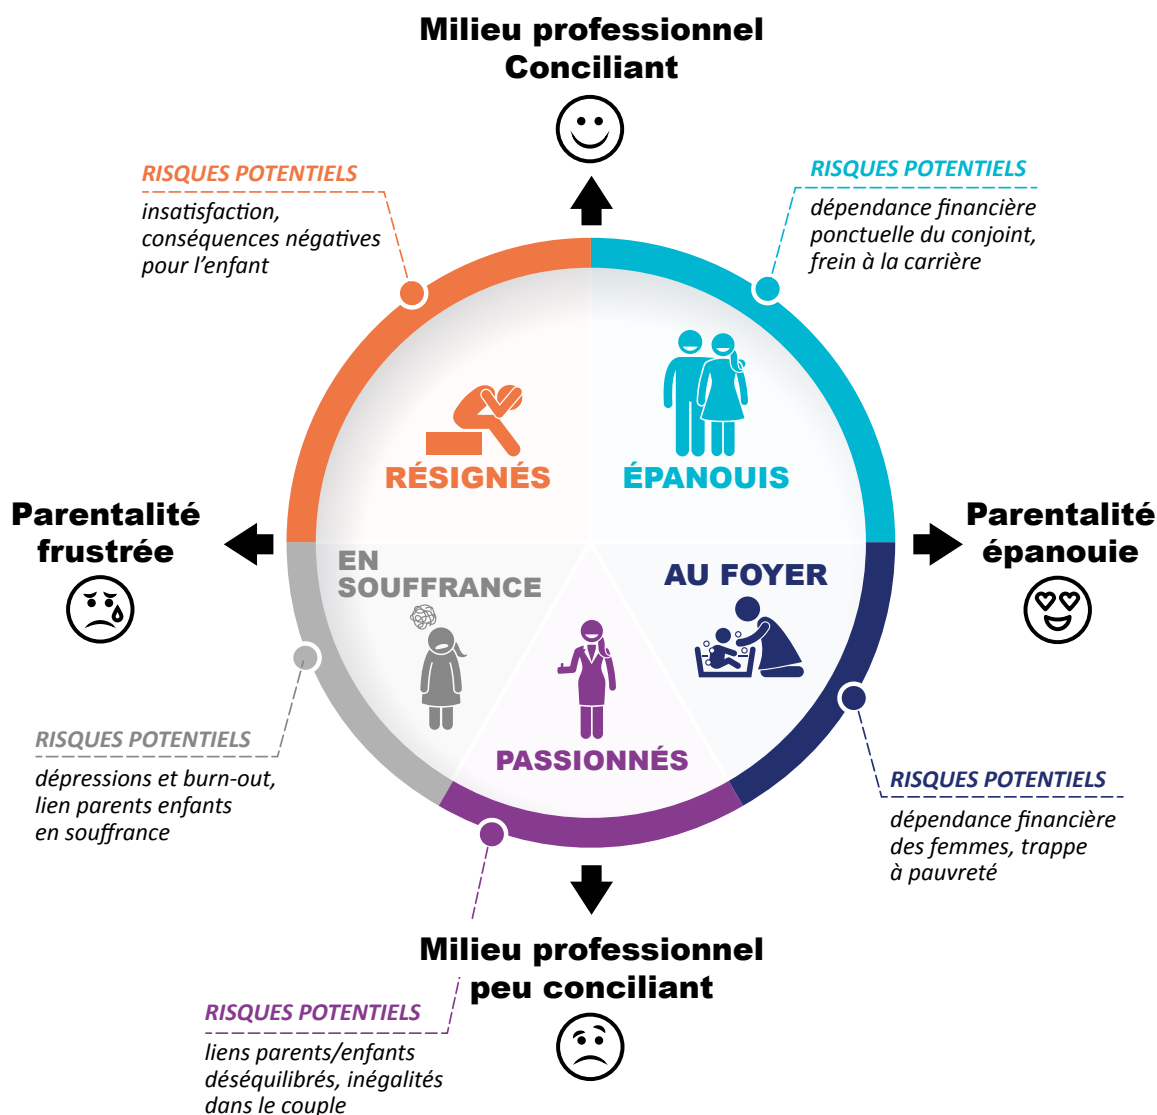 Milieu professionnel
Conciliant
RISQUES POTENTIELS
insatisfaction,
conséquences négatives
pour l'enfant
RISQUES POTENTIELS
dépendance financière
ponctuelle du conjoint,
frein à la carrière
RÉSIGNÉS
ÉPANOUIS
Parentalité
frustrée
Parentalité
épanouie
EN
SOUFFRANCE
AU FOYER
PASSIONNÉS
RISQUES POTENTIELS
dépressions et burn-out,
lien parents enfants
en souffrance
RISQUES POTENTIELS
dépendance financière
des femmes, trappe
à pauvreté
Milieu professionnel
peu conciliant
RISQUES POTENTIELS
liens parents/enfants
déséquilibrés, inégalités
dans le couple